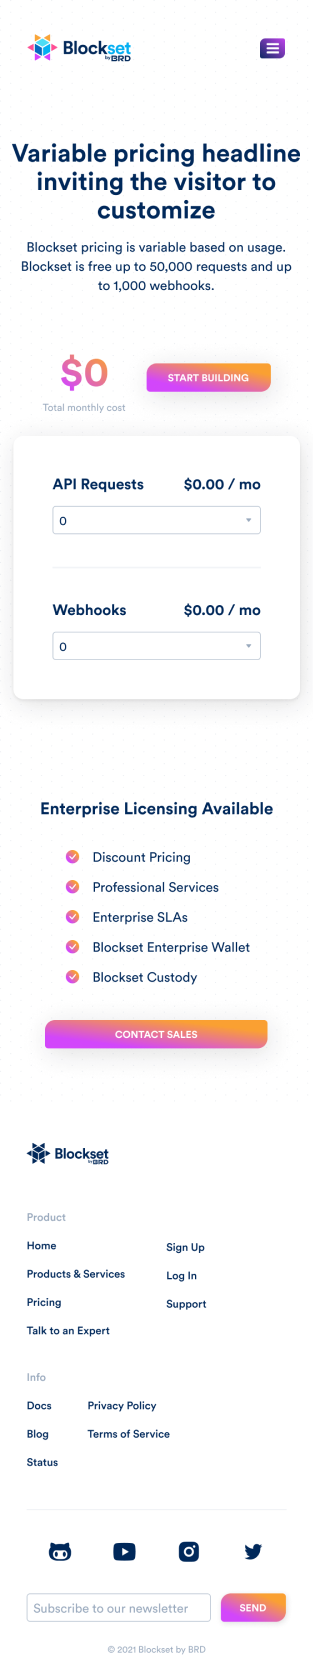 Blockset
by BRD
Variable pricing headline
inviting the visitor to
customize
Blockset pricing is variable based on usage.
Blockset is free up to 50,000 requests and up
to 1,000 webhooks.
$0
START BUILDING
Total monthly cost
API Requests $0.00 / mo
0
Webhooks $0.00 / mo
0
Enterprise Licensing Available
Discount Pricing
Professional Services
Enterprise SLAs
Blockset Enterprise Wallet
Blockset Custody
CONTACT SALES
Blockset
by BRD
Product
Home
Sign Up
Products & Services
Log In
Pricing
Support
Talk to an Expert
Info
Docs Privacy Policy
Blog Terms of Service
Status
Subscribe to our newsletter SEND
© 2021 Blockset by BRD